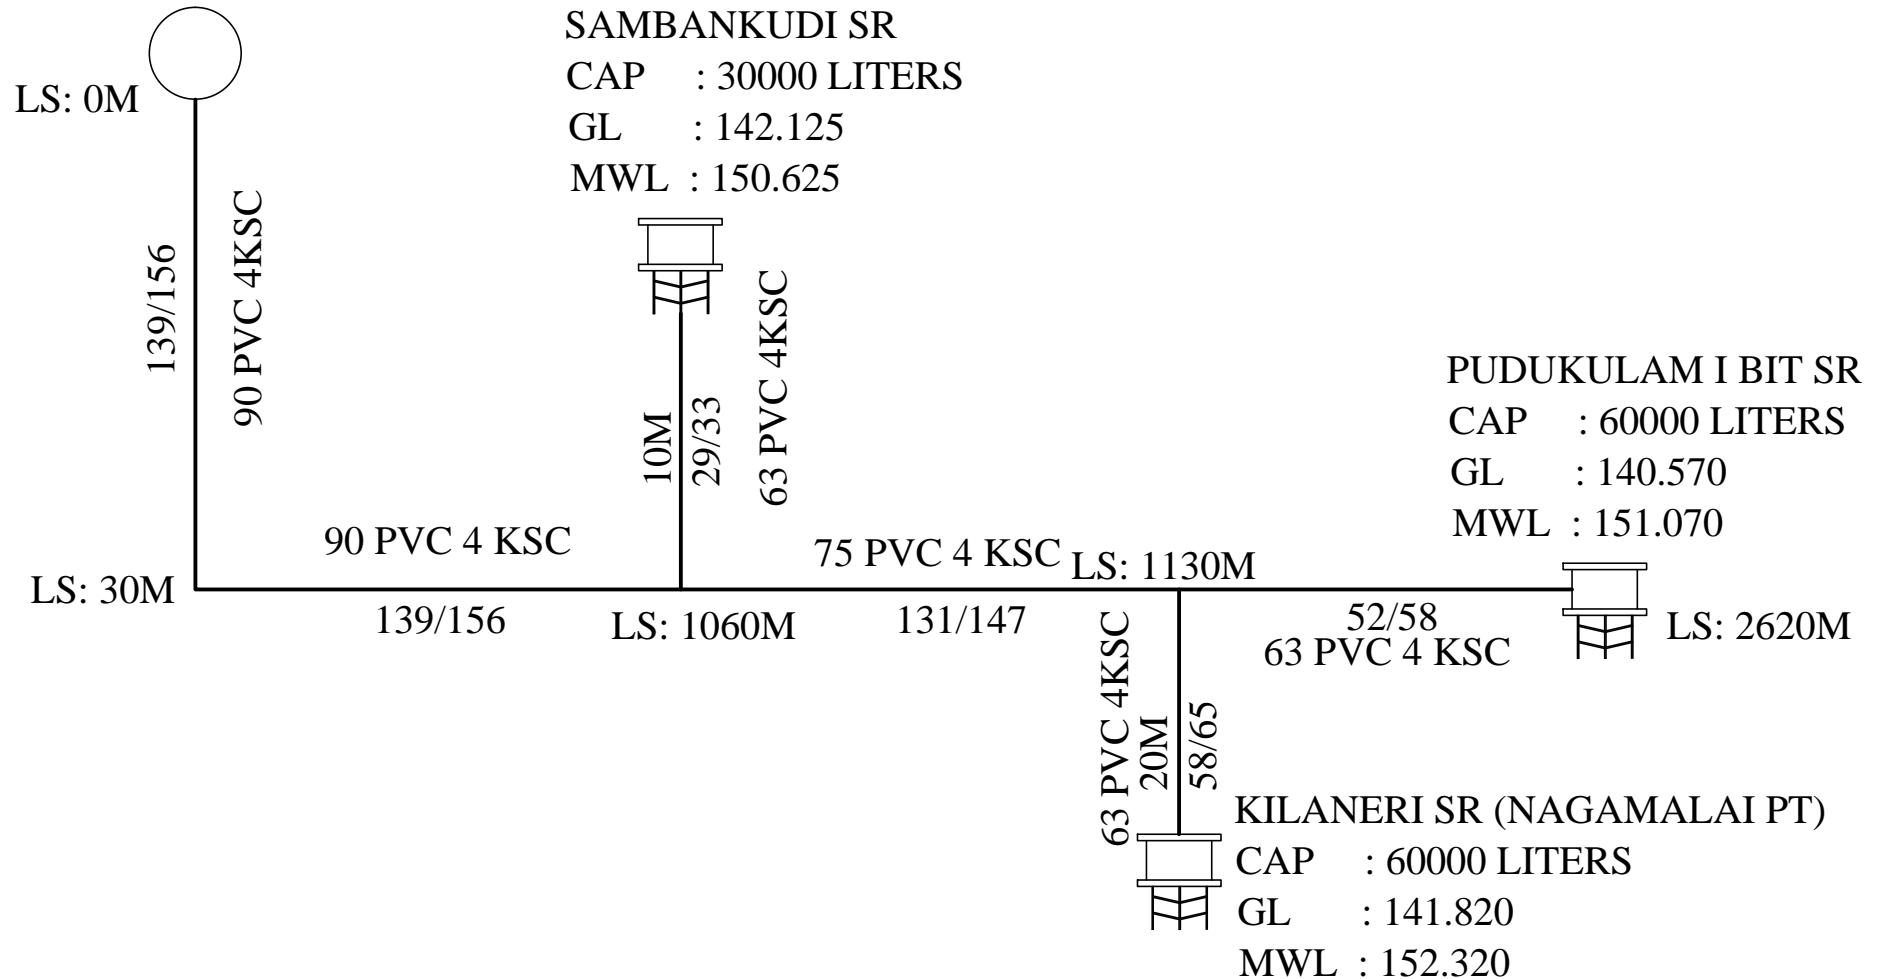 SAMBANKUDI SR
CAP : 30000 LITERS
GL : 142.125
MWL : 150.625
LS: 0M
139/156
90 PVC 4KSC
10M
29/33
63 PVC 4KSC
PUDUKULAM I BIT SR
CAP : 60000 LITERS
GL : 140.570
MWL : 151.070
90 PVC 4 KSC
75 PVC 4 KSC
LS: 1130M
LS: 30M
139/156
LS: 1060M
131/147
52/58
63 PVC 4 KSC
LS: 2620M
63 PVC 4KSC
20M
58/65
KILANERI SR (NAGAMALAI PT)
CAP : 60000 LITERS
GL : 141.820
MWL : 152.320